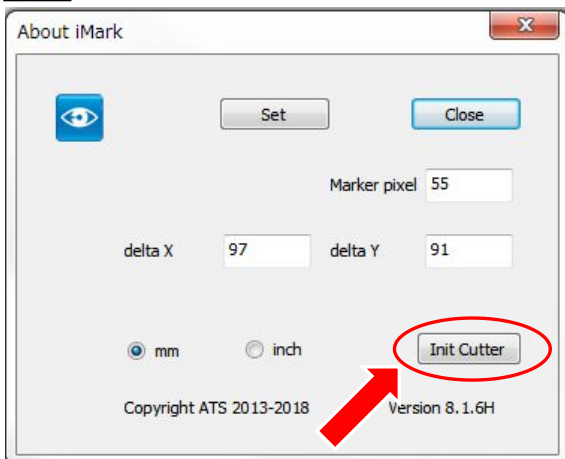 About iMark
Set
Close
Marker pixel 55
delta X 97 delta Y 91
mm inch Init Cutter
Copyright ATS 2013-2018 Version 8.1.6H